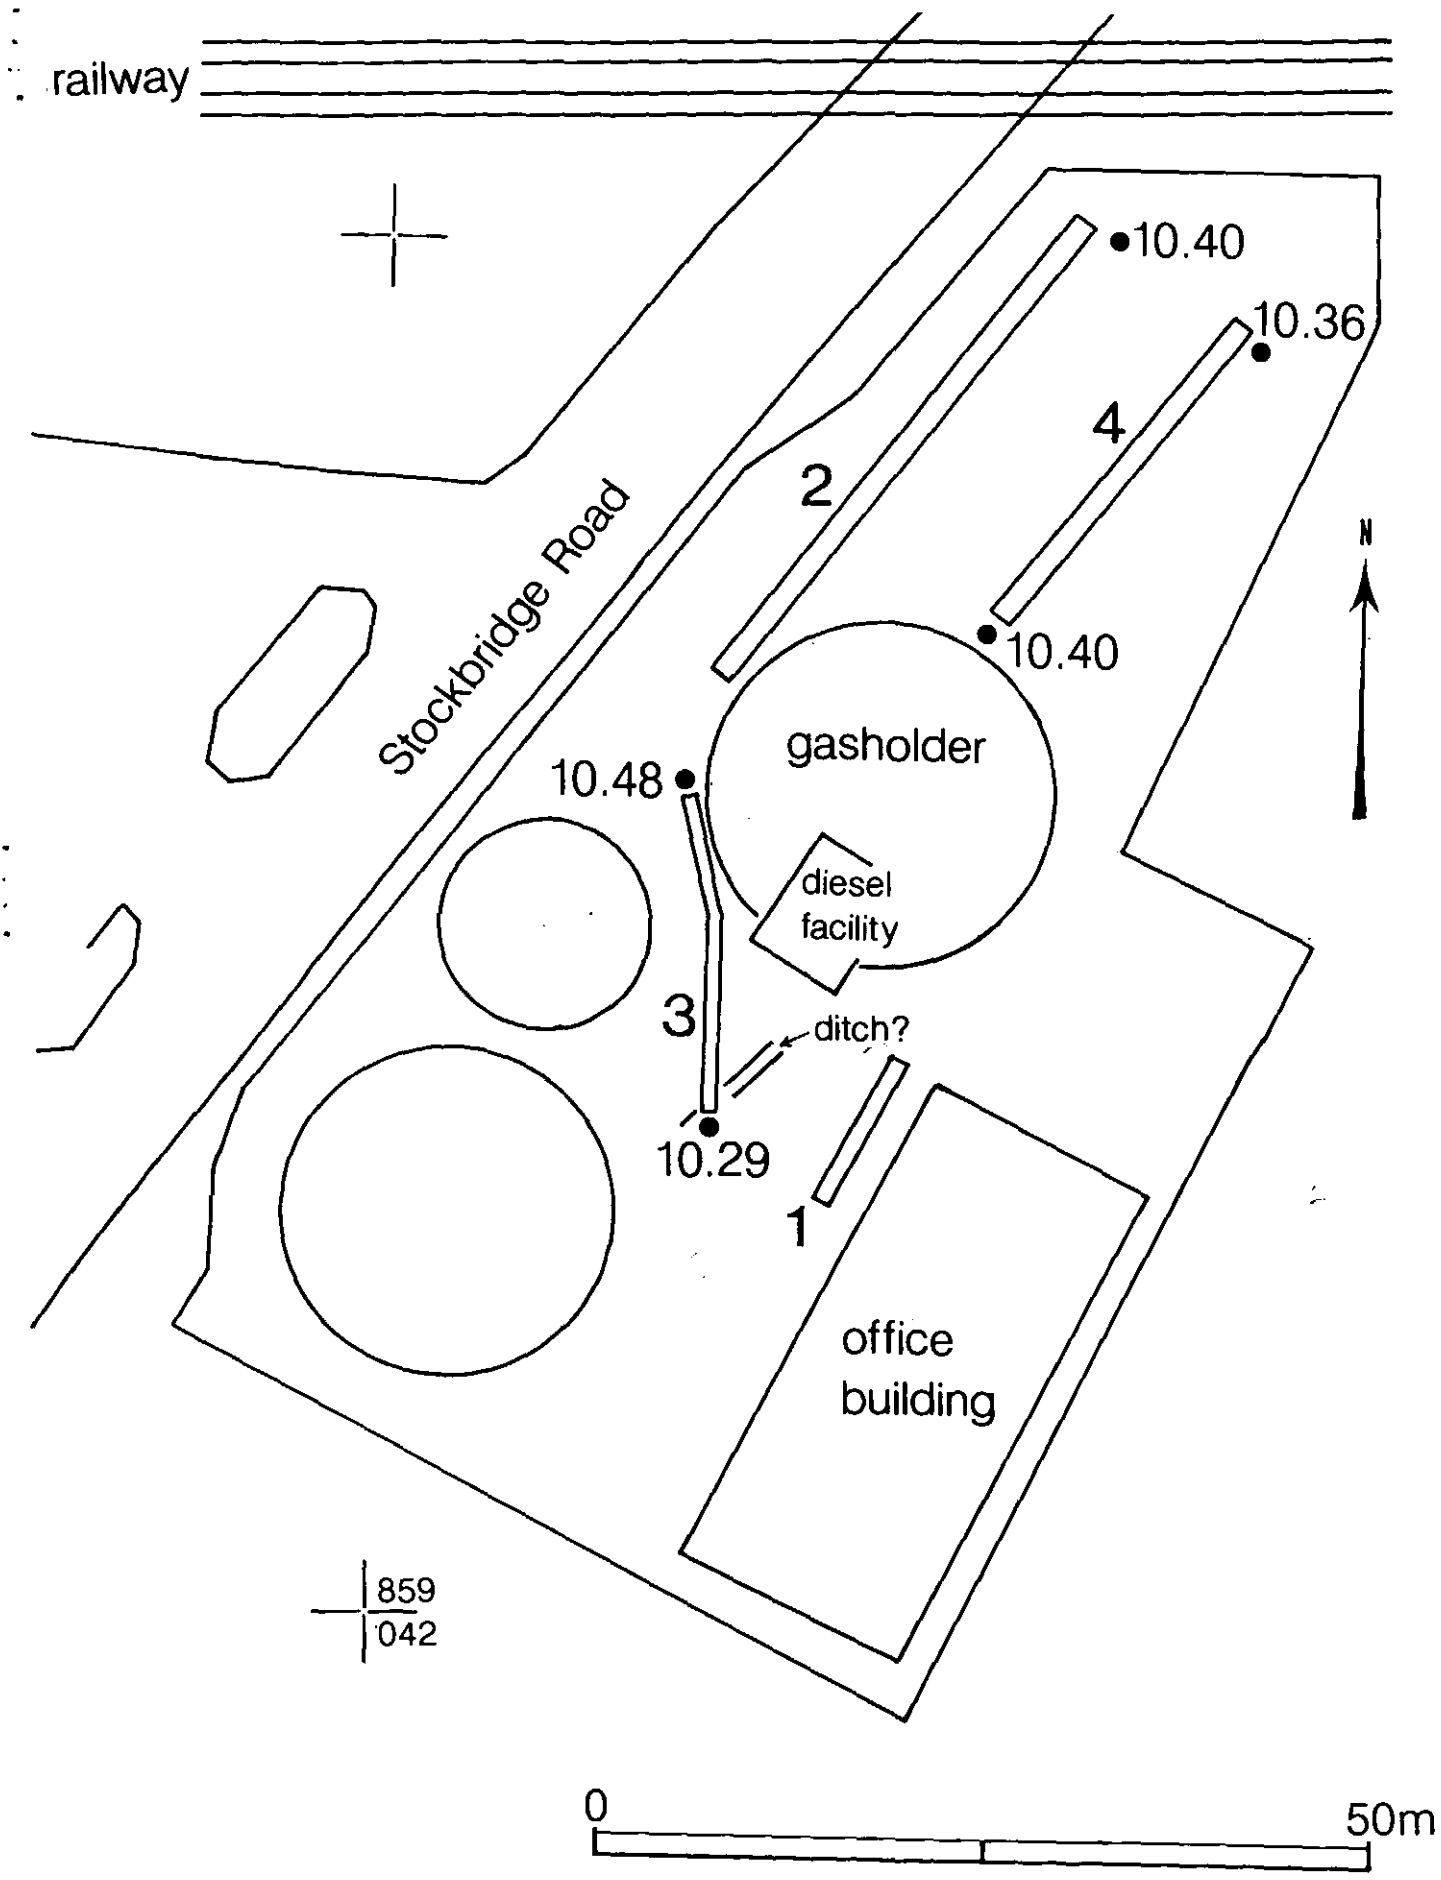 railway
10.40
10.36
4
2
N
Stockbridge Road
10.40
gasholder
10.48
diesel
facility
3
ditch?
10.29
1
office
building
859
042
0
50m